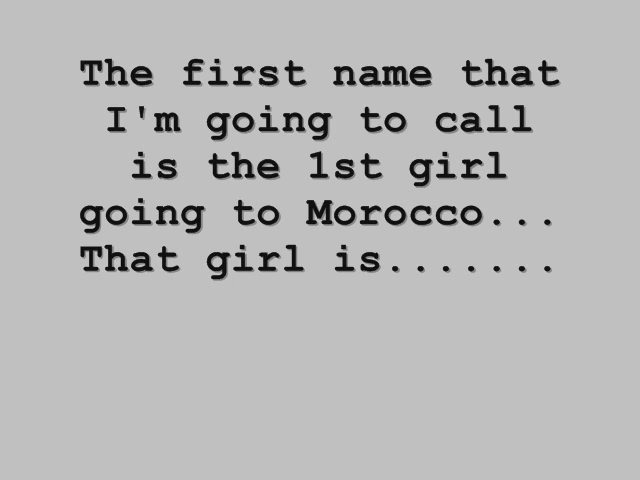 The first name that
I'm going to call
is the 1st girl
going to Morocco...
That girl is.......